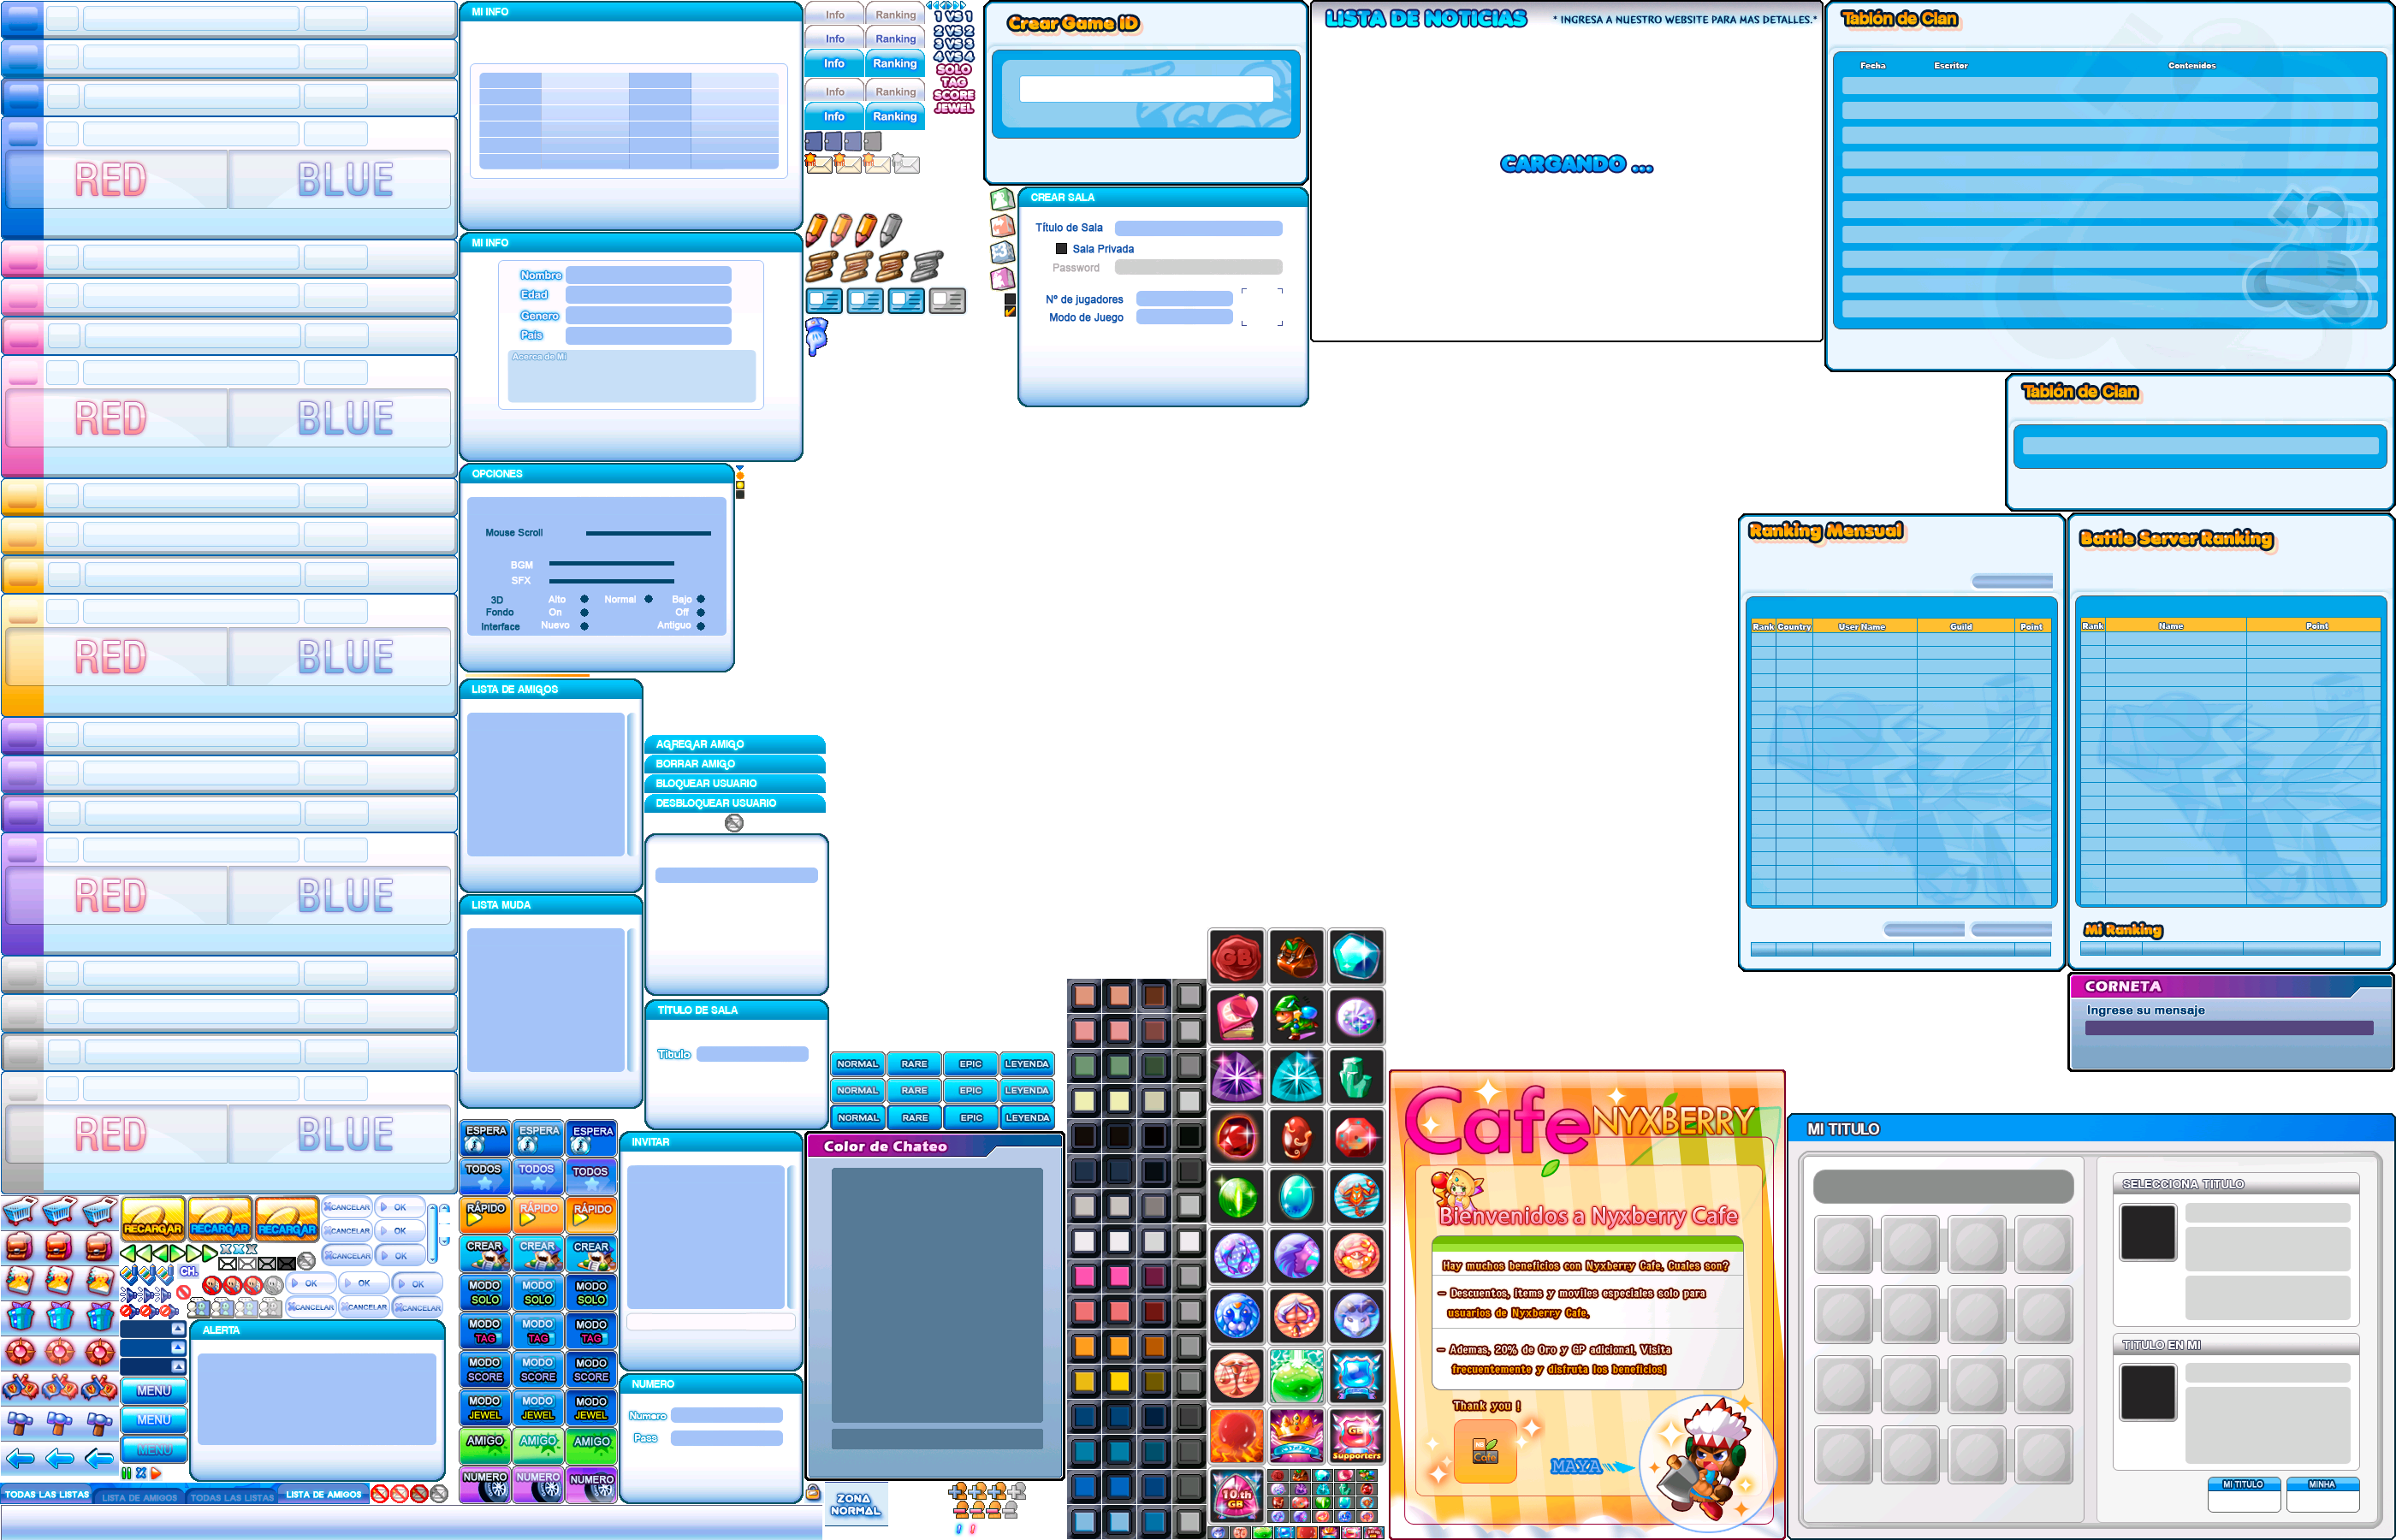 RED BLUE
RED BLUE
RED BLUE
RED BLUE
RED BLUE
MI INFO
MI INFO
Nombre
Edad
Genero
Pais
Acerca de Mi
OPCIONES
Mouse Scroll
BGM
SFX
3D Alto Normal Bajo
Fondo On Off
Interface Nuevo Antiguo
LISTA DE AMIGOS
LISTA MUDA
AGREGAR AMIGO
BORRAR AMIGO
BLOQUEAR USUARIO
DESBLOQUEAR USUARIO
TÍTULO DE SALA
Título
Info Ranking
Info Ranking
Info Ranking
Info Ranking
Info Ranking
1 VS 1
2 VS 2
3 VS 3
4 VS 4
SOLO
TAG
SCORE
JEWEL
Crear Game ID
CREAR SALA
Título de Sala
Sala Privada
Password
Nº de jugadores
Modo de Juego
LISTA DE NOTICIAS
* INGRESA A NUESTRO WEBSITE PARA MAS DETALLES.*
CARGANDO ...
Tablón de Clan
Fecha Escritor Contenidos
Tablón de Clan
Ranking Mensual
Rank Country User Name Guild Point
Battle Server Ranking
Rank Name Point
Mi Ranking
CORNETA
Ingrese su mensaje
NORMAL RARE EPIC LEYENDA
NORMAL RARE EPIC LEYENDA
NORMAL RARE EPIC LEYENDA
ESPERA ESPERA ESPERA
TODOS TODOS TODOS
RÁPIDO RÁPIDO RÁPIDO
CREAR CREAR CREAR
MODO SOLO MODO SOLO MODO SOLO
MODO TAG MODO TAG MODO TAG
MODO SCORE MODO SCORE MODO SCORE
MODO JEWEL MODO JEWEL MODO JEWEL
AMIGO AMIGO AMIGO
NUMERO NUMERO NUMERO
INVITAR
NUMERO
Numero
Pass
Color de Chateo
ZONA
NORMAL
RECARGAR RECARGAR RECARGAR
CANCELAR OK
CANCELAR OK
CANCELAR OK
CH.
OK OK OK
CANCELAR CANCELAR CANCELAR
ALERTA
MENU
MENU
MENU
TODAS LAS LISTAS LISTA DE AMIGOS TODAS LAS LISTAS LISTA DE AMIGOS
GB
GB
Supporters
10.th
GB
Cafe NYXBERRY
Bienvenidos a Nyxberry Cafe
Hay muchos beneficios con Nyxberry Cafe, Cuales son?
– Descuentos, Items y moviles especiales solo para
usuarios de Nyxberry Cafe.
– Ademas, 20% de Oro y GP adicional, Visita
frecuentemente y disfruta los beneficios!
Thank you !
Cafe
MAYA
MI TITULO
SELECCIONA TITULO
TITULO EN MI
MI TITULO MINHA